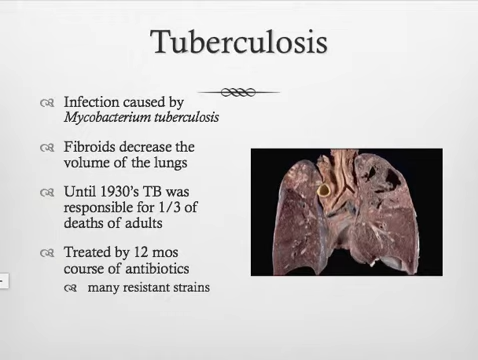 Tuberculosis
Infection caused by
Mycobacterium tuberculosis
Fibroids decrease the
volume of the lungs
Until 1930's TB was
responsible for 1/3 of
deaths of adults
Treated by 12 mos
course of antibiotics
many resistant strains